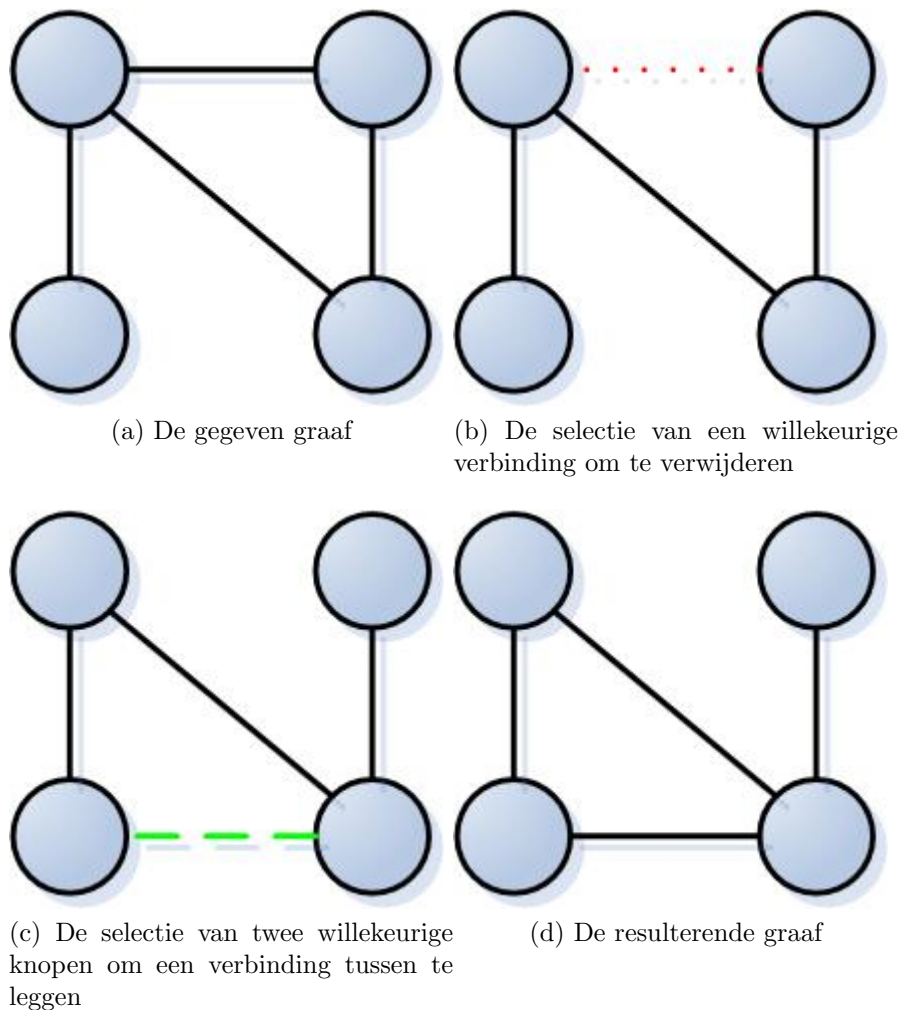 (a) De gegeven graaf
(b) De selectie van een willekeurige
verbinding om te verwijderen
(c) De selectie van twee willekeurige
knopen om een verbinding tussen te
leggen
(d) De resulterende graaf